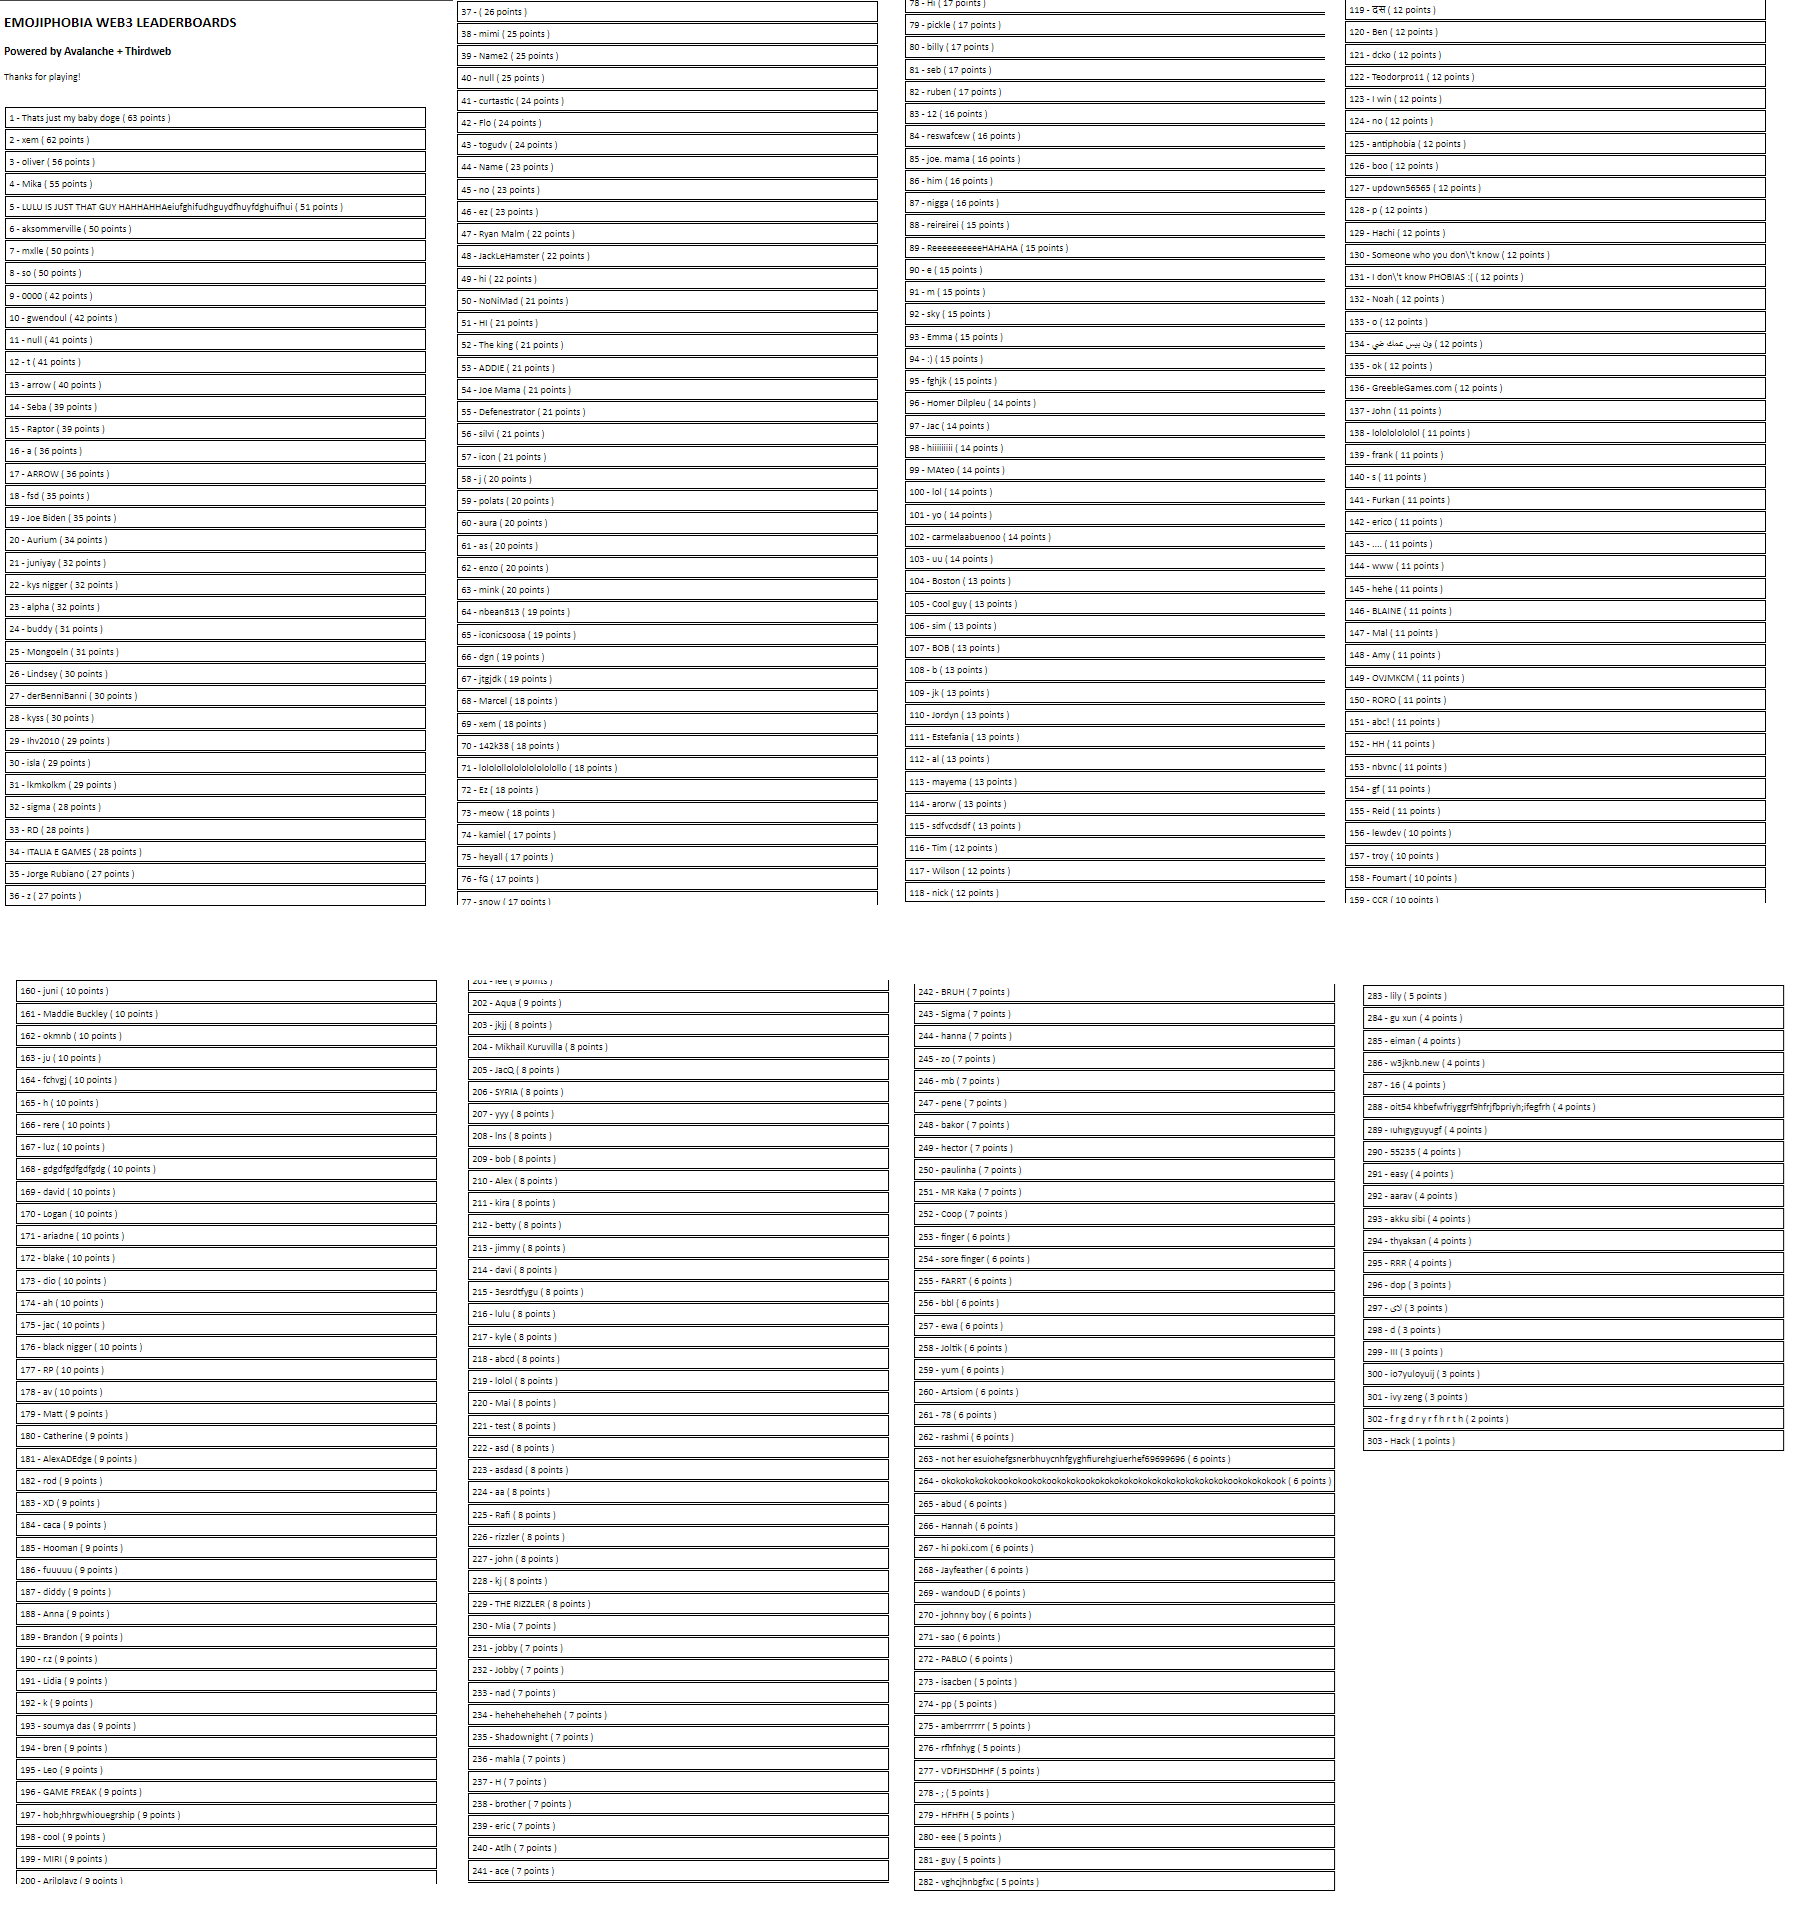 EMOJIPHOBIA WEB3 LEADERBOARDS
Powered by Avalanche + Thirdweb
Thanks for playing!
1 - Thats just my baby doge ( 63 points )
2 - xem ( 62 points )
3 - oliver ( 56 points )
4 - Mika ( 55 points )
5 - LULU IS JUST THAT GUY HAHHAHHAeiufghifudhguydfhuyfdghuifhui ( 51 points )
6 - aksommerville ( 50 points )
7 - mxlle ( 50 points )
8 - so ( 50 points )
9 - 0000 ( 42 points )
10 - gwendoul ( 42 points )
11 - null ( 41 points )
12 - t ( 41 points )
13 - arrow ( 40 points )
14 - Seba ( 39 points )
15 - Raptor ( 39 points )
16 - a ( 36 points )
17 - ARROW ( 36 points )
18 - fsd ( 35 points )
19 - Joe Biden ( 35 points )
20 - Aurium ( 34 points )
21 - juniyay ( 32 points )
22 - kys nigger ( 32 points )
23 - alpha ( 32 points )
24 - buddy ( 31 points )
25 - Mongoeln ( 31 points )
26 - Lindsey ( 30 points )
27 - derBenniBanni ( 30 points )
28 - kyss ( 30 points )
29 - lhv2010 ( 29 points )
30 - isla ( 29 points )
31 - lkmkolkm ( 29 points )
32 - sigma ( 28 points )
33 - RD ( 28 points )
34 - ITALIA E GAMES ( 28 points )
35 - Jorge Rubiano ( 27 points )
36 - z ( 27 points )
37 - ( 26 points )
38 - mimi ( 25 points )
39 - Name2 ( 25 points )
40 - null ( 25 points )
41 - curtastic ( 24 points )
42 - Flo ( 24 points )
43 - togudv ( 24 points )
44 - Name ( 23 points )
45 - no ( 23 points )
46 - ez ( 23 points )
47 - Ryan Malm ( 22 points )
48 - JackLeHamster ( 22 points )
49 - hi ( 22 points )
50 - NoNiMad ( 21 points )
51 - HI ( 21 points )
52 - The king ( 21 points )
53 - ADDIE ( 21 points )
54 - Joe Mama ( 21 points )
55 - Defenestrator ( 21 points )
56 - silvi ( 21 points )
57 - icon ( 21 points )
58 - j ( 20 points )
59 - polats ( 20 points )
60 - aura ( 20 points )
61 - as ( 20 points )
62 - enzo ( 20 points )
63 - mink ( 20 points )
64 - nbean813 ( 19 points )
65 - iconicsoosa ( 19 points )
66 - dgn ( 19 points )
67 - jtgjdk ( 19 points )
68 - Marcel ( 18 points )
69 - xem ( 18 points )
70 - 142k38 ( 18 points )
71 - lololollolololololololollo ( 18 points )
72 - Ez ( 18 points )
73 - meow ( 18 points )
74 - kamiel ( 17 points )
75 - heyall ( 17 points )
76 - fG ( 17 points )
77 - snow ( 17 points )
78 - Hi ( 17 points )
79 - pickle ( 17 points )
80 - billy ( 17 points )
81 - seb ( 17 points )
82 - ruben ( 17 points )
83 - 12 ( 16 points )
84 - reswafcew ( 16 points )
85 - joe. mama ( 16 points )
86 - him ( 16 points )
87 - nigga ( 16 points )
88 - reireirei ( 15 points )
89 - ReeeeeeeeeeHAHAHA ( 15 points )
90 - e ( 15 points )
91 - m ( 15 points )
92 - sky ( 15 points )
93 - Emma ( 15 points )
94 - :) ( 15 points )
95 - fghjk ( 15 points )
96 - Homer Dilpleu ( 14 points )
97 - Jac ( 14 points )
98 - hiiiiiiiii ( 14 points )
99 - MAteo ( 14 points )
100 - lol ( 14 points )
101 - yo ( 14 points )
102 - carmelaabuenoo ( 14 points )
103 - uu ( 14 points )
104 - Boston ( 13 points )
105 - Cool guy ( 13 points )
106 - sim ( 13 points )
107 - BOB ( 13 points )
108 - b ( 13 points )
109 - jk ( 13 points )
110 - Jordyn ( 13 points )
111 - Estefania ( 13 points )
112 - al ( 13 points )
113 - mayema ( 13 points )
114 - arorw ( 13 points )
115 - sdfvcdsdf ( 13 points )
116 - Tim ( 12 points )
117 - Wilson ( 12 points )
118 - nick ( 12 points )
119 - दस ( 12 points )
120 - Ben ( 12 points )
121 - dcko ( 12 points )
122 - Teodorpro11 ( 12 points )
123 - I win ( 12 points )
124 - no ( 12 points )
125 - antiphobia ( 12 points )
126 - boo ( 12 points )
127 - updown56565 ( 12 points )
128 - p ( 12 points )
129 - Hachi ( 12 points )
130 - Someone who you don\'t know ( 12 points )
131 - I don\'t know PHOBIAS :( ( 12 points )
132 - Noah ( 12 points )
133 - o ( 12 points )
134 - ون بيس عمك ضي ( 12 points )
135 - ok ( 12 points )
136 - GreebleGames.com ( 12 points )
137 - John ( 11 points )
138 - lolololololol ( 11 points )
139 - frank ( 11 points )
140 - s ( 11 points )
141 - Furkan ( 11 points )
142 - erico ( 11 points )
143 - .... ( 11 points )
144 - www ( 11 points )
145 - hehe ( 11 points )
146 - BLAINE ( 11 points )
147 - Mal ( 11 points )
148 - Amy ( 11 points )
149 - OVJMKCM ( 11 points )
150 - RORO ( 11 points )
151 - abc! ( 11 points )
152 - HH ( 11 points )
153 - nbvnc ( 11 points )
154 - gf ( 11 points )
155 - Reid ( 11 points )
156 - lewdev ( 10 points )
157 - troy ( 10 points )
158 - Foumart ( 10 points )
159 - CCR ( 10 points )
160 - juni ( 10 points )
161 - Maddie Buckley ( 10 points )
162 - okmnb ( 10 points )
163 - ju ( 10 points )
164 - fchvgj ( 10 points )
165 - h ( 10 points )
166 - rere ( 10 points )
167 - luz ( 10 points )
168 - gdgdfgdfgdfgdg ( 10 points )
169 - david ( 10 points )
170 - Logan ( 10 points )
171 - ariadne ( 10 points )
172 - blake ( 10 points )
173 - dio ( 10 points )
174 - ah ( 10 points )
175 - jac ( 10 points )
176 - black nigger ( 10 points )
177 - RP ( 10 points )
178 - av ( 10 points )
179 - Matt ( 9 points )
180 - Catherine ( 9 points )
181 - AlexADEdge ( 9 points )
182 - rod ( 9 points )
183 - XD ( 9 points )
184 - caca ( 9 points )
185 - Hooman ( 9 points )
186 - fuuuuu ( 9 points )
187 - diddy ( 9 points )
188 - Anna ( 9 points )
189 - Brandon ( 9 points )
190 - r.z ( 9 points )
191 - Lidia ( 9 points )
192 - k ( 9 points )
193 - soumya das ( 9 points )
194 - bren ( 9 points )
195 - Leo ( 9 points )
196 - GAME FREAK ( 9 points )
197 - hob;hhrgwhiouegrship ( 9 points )
198 - cool ( 9 points )
199 - MIRI ( 9 points )
200 - Arilplayz ( 9 points )
201 - lee ( 9 points )
202 - Aqua ( 9 points )
203 - jkjj ( 8 points )
204 - Mikhail Kuruvilla ( 8 points )
205 - JacQ ( 8 points )
206 - SYRIA ( 8 points )
207 - yyy ( 8 points )
208 - lns ( 8 points )
209 - bob ( 8 points )
210 - Alex ( 8 points )
211 - kira ( 8 points )
212 - betty ( 8 points )
213 - jimmy ( 8 points )
214 - davi ( 8 points )
215 - 3esrdtfygu ( 8 points )
216 - lulu ( 8 points )
217 - kyle ( 8 points )
218 - abcd ( 8 points )
219 - lolol ( 8 points )
220 - Mai ( 8 points )
221 - test ( 8 points )
222 - asd ( 8 points )
223 - asdasd ( 8 points )
224 - aa ( 8 points )
225 - Rafi ( 8 points )
226 - rizzler ( 8 points )
227 - john ( 8 points )
228 - kj ( 8 points )
229 - THE RIZZLER ( 8 points )
230 - Mia ( 7 points )
231 - jobby ( 7 points )
232 - Jobby ( 7 points )
233 - nad ( 7 points )
234 - heheheheheheh ( 7 points )
235 - Shadownight ( 7 points )
236 - mahla ( 7 points )
237 - H ( 7 points )
238 - brother ( 7 points )
239 - eric ( 7 points )
240 - Atlh ( 7 points )
241 - ace ( 7 points )
242 - BRUH ( 7 points )
243 - Sigma ( 7 points )
244 - hanna ( 7 points )
245 - zo ( 7 points )
246 - mb ( 7 points )
247 - pene ( 7 points )
248 - bakor ( 7 points )
249 - hector ( 7 points )
250 - paulinha ( 7 points )
251 - MR Kaka ( 7 points )
252 - Coop ( 7 points )
253 - finger ( 6 points )
254 - sore finger ( 6 points )
255 - FARRT ( 6 points )
256 - bbl ( 6 points )
257 - ewa ( 6 points )
258 - Joltik ( 6 points )
259 - yum ( 6 points )
260 - Artsiom ( 6 points )
261 - 78 ( 6 points )
262 - rashmi ( 6 points )
263 - not her esuiohefgsnerbhuycnhfgyghfiurehgiuerhef69699696 ( 6 points )
264 - okokokokokokookokookokookokokookokokokokokokokokokokokokokookokokokook ( 6 points )
265 - abud ( 6 points )
266 - Hannah ( 6 points )
267 - hi poki.com ( 6 points )
268 - Jayfeather ( 6 points )
269 - wandouD ( 6 points )
270 - johnny boy ( 6 points )
271 - sao ( 6 points )
272 - PABLO ( 6 points )
273 - isacben ( 5 points )
274 - pp ( 5 points )
275 - amberrrrrr ( 5 points )
276 - rfhfnhyg ( 5 points )
277 - VDFJHSDHHF ( 5 points )
278 - ; ( 5 points )
279 - HFHFH ( 5 points )
280 - eee ( 5 points )
281 - guy ( 5 points )
282 - vghcjhnbgfxc ( 5 points )
283 - lily ( 5 points )
284 - gu xun ( 4 points )
285 - eiman ( 4 points )
286 - w3jknb.new ( 4 points )
287 - 16 ( 4 points )
288 - oit54 khbefwfriyggrf9hfrjfbpriyh;ifegfrh ( 4 points )
289 - iuhigyguyugf ( 4 points )
290 - 55235 ( 4 points )
291 - easy ( 4 points )
292 - aarav ( 4 points )
293 - akku sibi ( 4 points )
294 - thyaksan ( 4 points )
295 - RRR ( 4 points )
296 - dop ( 3 points )
297 - ( 3 points )
298 - d ( 3 points )
299 - III ( 3 points )
300 - io7yuloyuij ( 3 points )
301 - ivy zeng ( 3 points )
302 - f r g d r y r f h r t h ( 2 points )
303 - Hack ( 1 points )